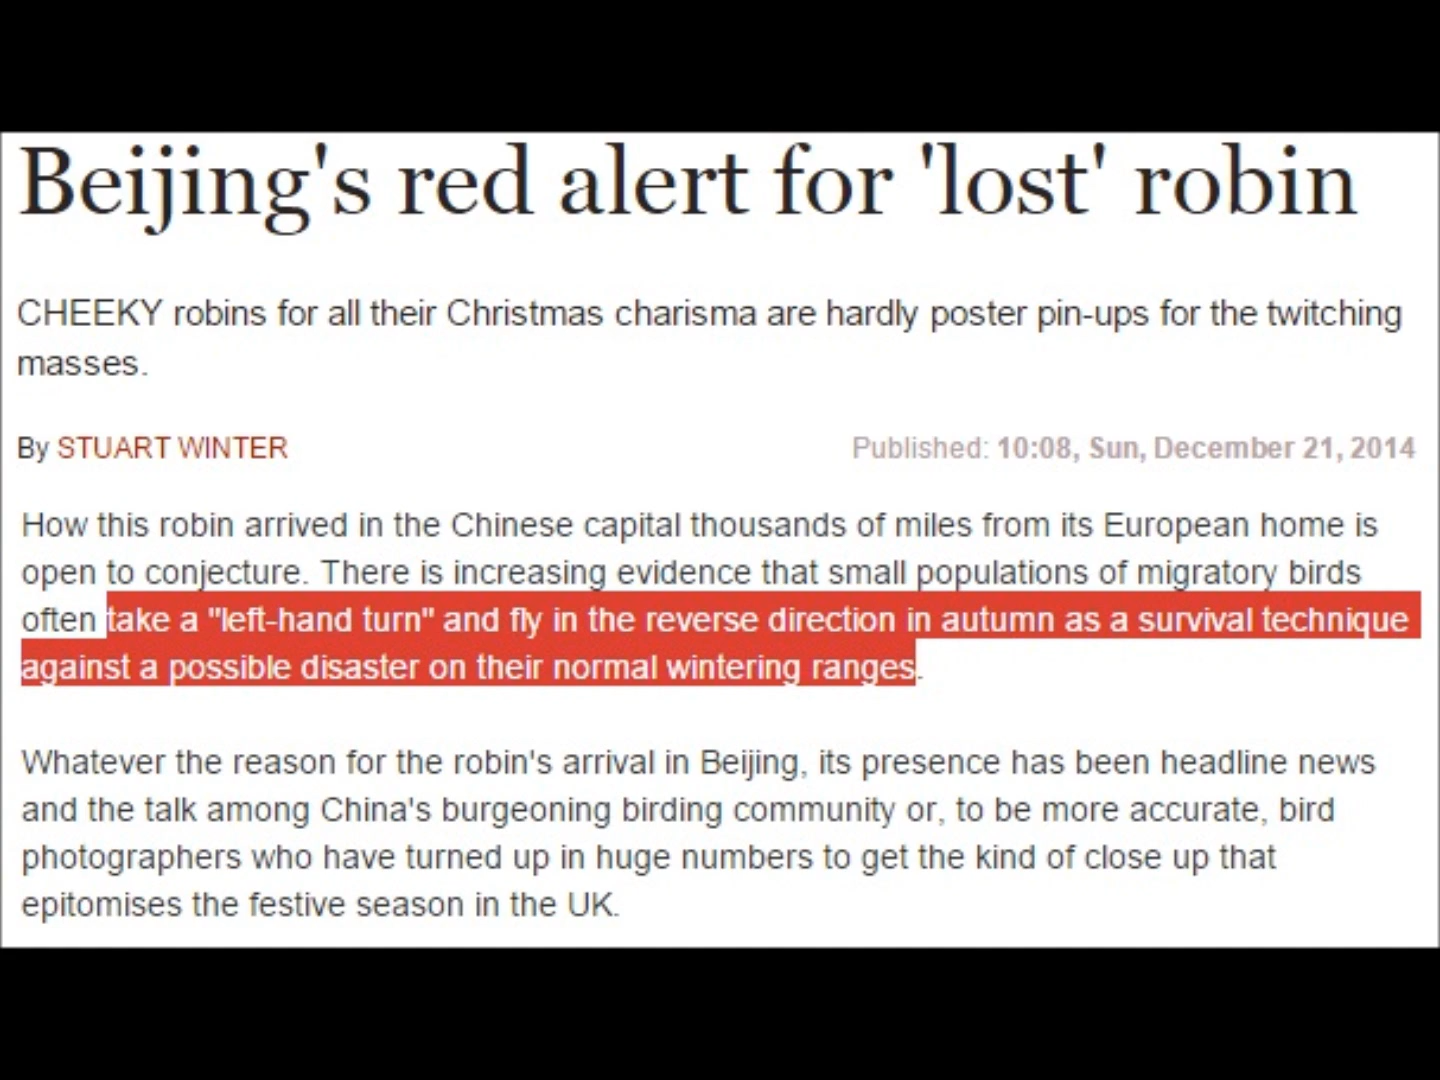 Beijing's red alert for 'lost' robin
CHEEKY robins for all their Christmas charisma are hardly poster pin-ups for the twitching
masses.
By STUART WINTER
Published: 10:08, Sun, December 21, 2014
How this robin arrived in the Chinese capital thousands of miles from its European home is
open to conjecture. There is increasing evidence that small populations of migratory birds
often take a "left-hand turn" and fly in the reverse direction in autumn as a survival technique
against a possible disaster on their normal wintering ranges.
Whatever the reason for the robin's arrival in Beijing, its presence has been headline news
and the talk among China's burgeoning birding community or, to be more accurate, bird
photographers who have turned up in huge numbers to get the kind of close up that
epitomises the festive season in the UK.